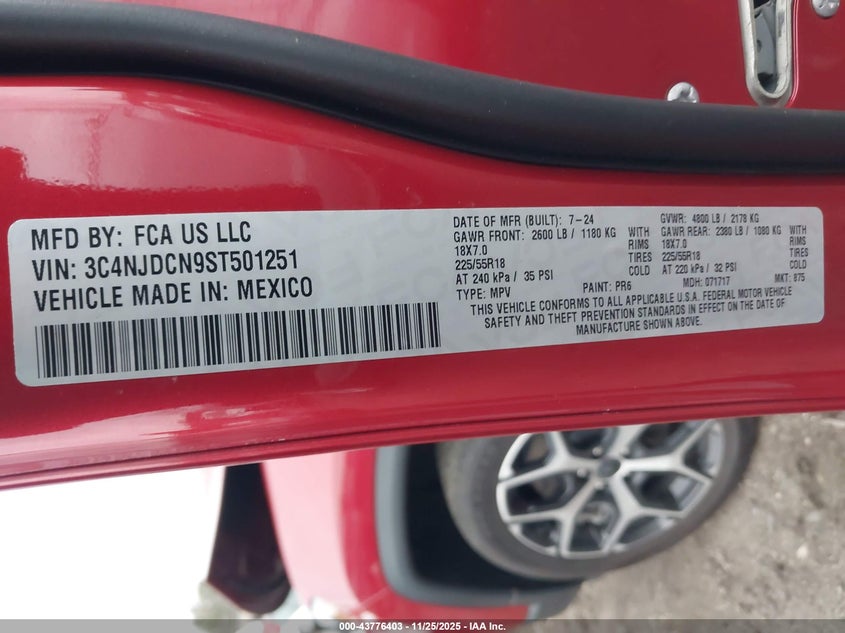 MFD BY: FCA US LLC
VIN: 3C4NJDCN9ST501251
VEHICLE MADE IN: MEXICO
DATE OF MFR (BUILT): 7-24 GVWR: 4800 LB / 2178 KG
GAWR FRONT: 2600 LB / 1180 KG WITH GAWR REAR: 2380 LB / 1080 KG WITH
18X7.0 RIMS 18X7.0 RIMS
225/55R18 TIRES 225/55R18 TIRES
AT 240 kPa / 35 PSI COLD AT 220 kPa / 32 PSI COLD
TYPE: MPV PAINT: PR6 MDH: 071717 MKT: 875
THIS VEHICLE CONFORMS TO ALL APPLICABLE U.S.A. FEDERAL MOTOR VEHICLE
SAFETY AND THEFT PREVENTION STANDARDS IN EFFECT ON THE DATE OF
MANUFACTURE SHOWN ABOVE.
000-43776403 - 11/25/2025 - IAA Inc.